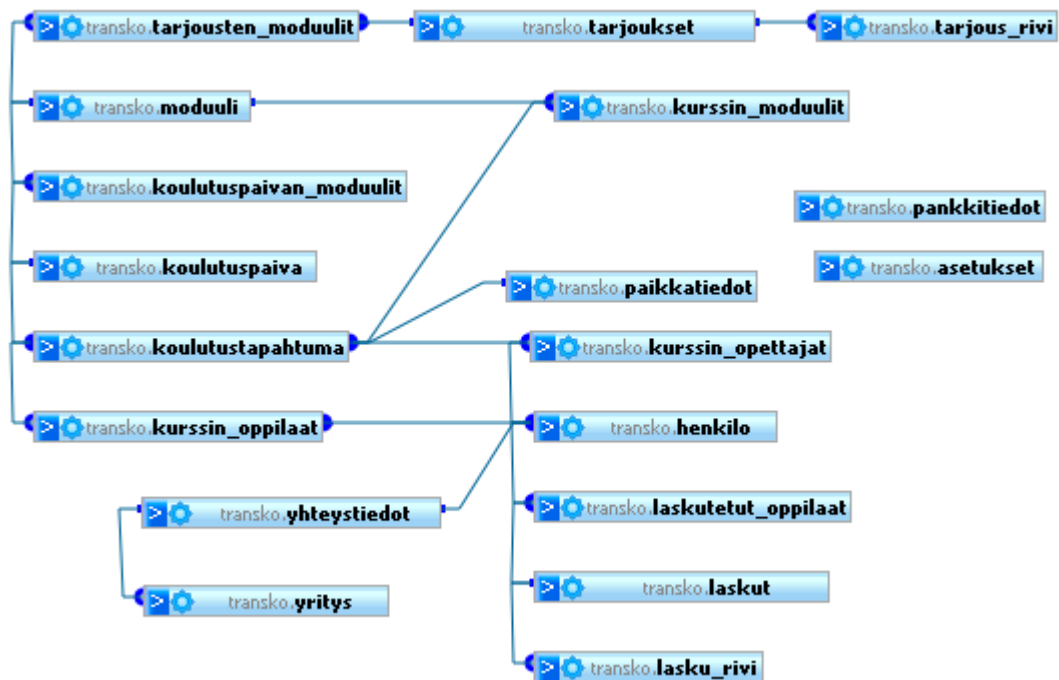 transko.tarjousten_moduulit
transko.tarjoukset
transko.tarjous_rivi
transko.moduuli
transko.kurssin_moduulit
transko.koulutuspaivan_moduulit
transko.pankkitiedot
transko.koulutuspaiva
transko.asetukset
transko.paikkatiedot
transko.koulutustapahtuma
transko.kurssin_opettajat
transko.kurssin_oppilaat
transko.henkilo
transko.yhteystiedot
transko.laskutetut_oppilaat
transko.yritys
transko.laskut
transko.lasku_rivi